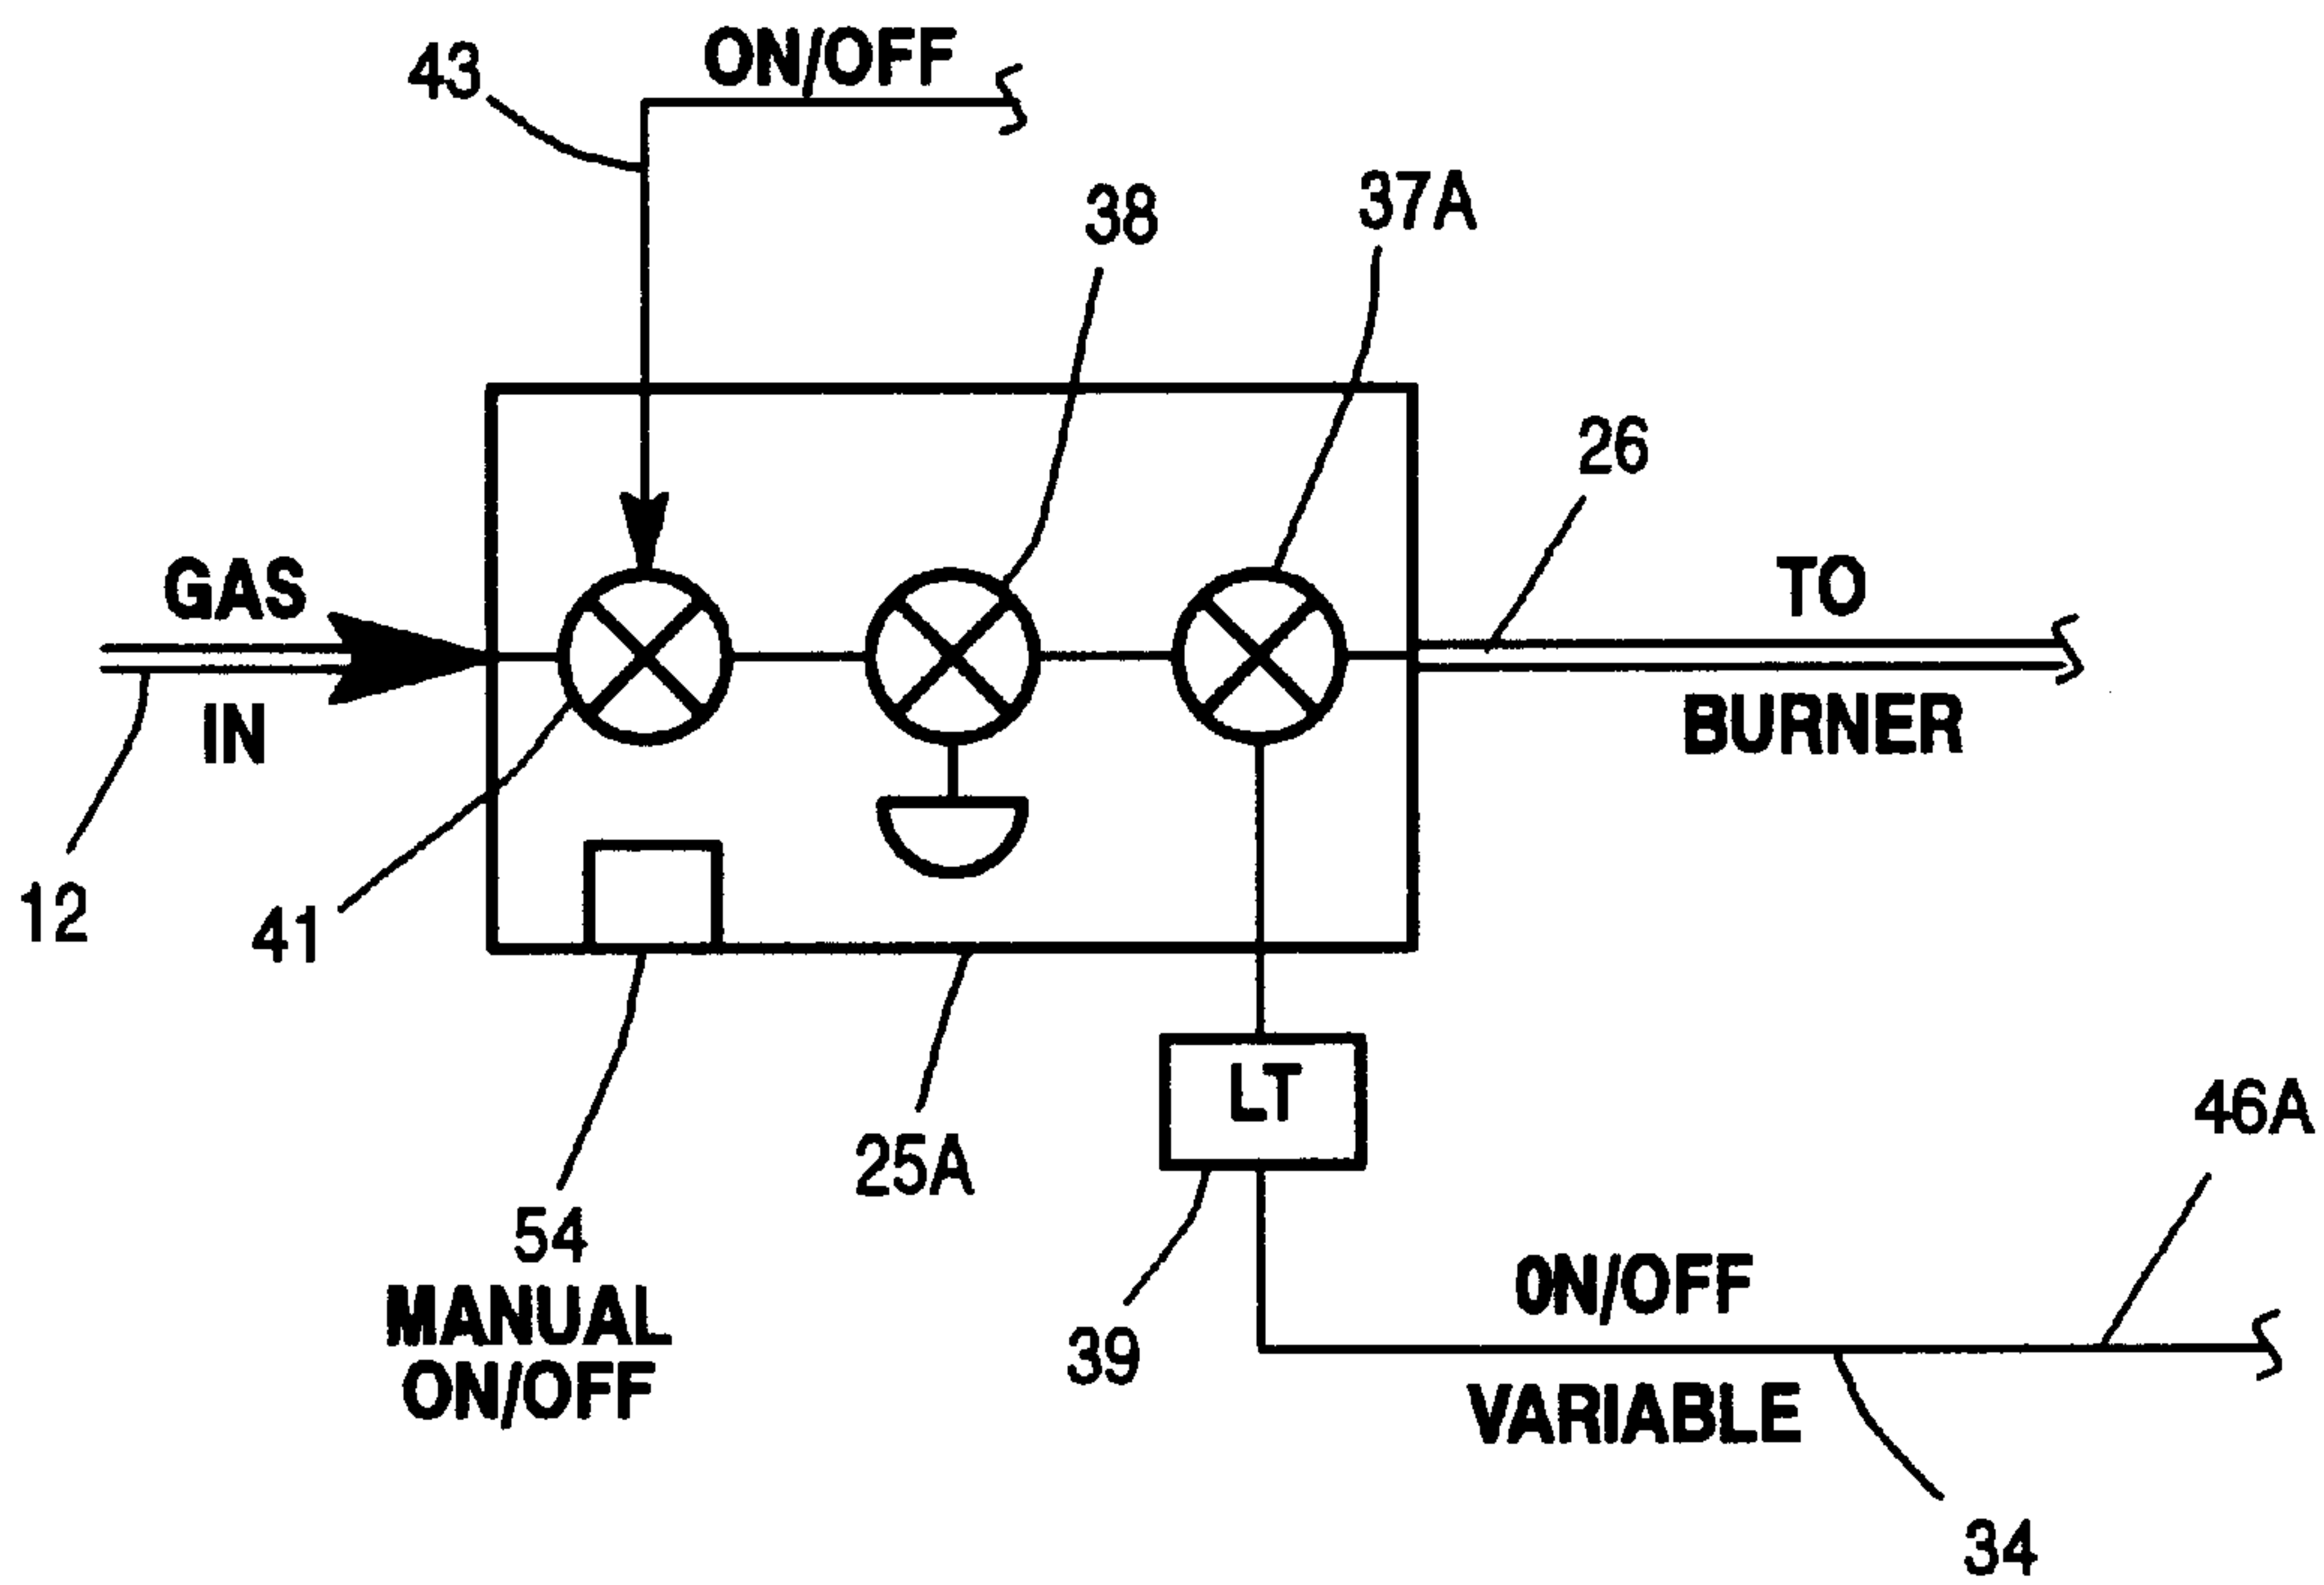 ON/OFF
43
38
37A
26
GAS
IN
TO
BURNER
12
41
LT
25A
46A
54
MANUAL
ON/OFF
39
ON/OFF
VARIABLE
34